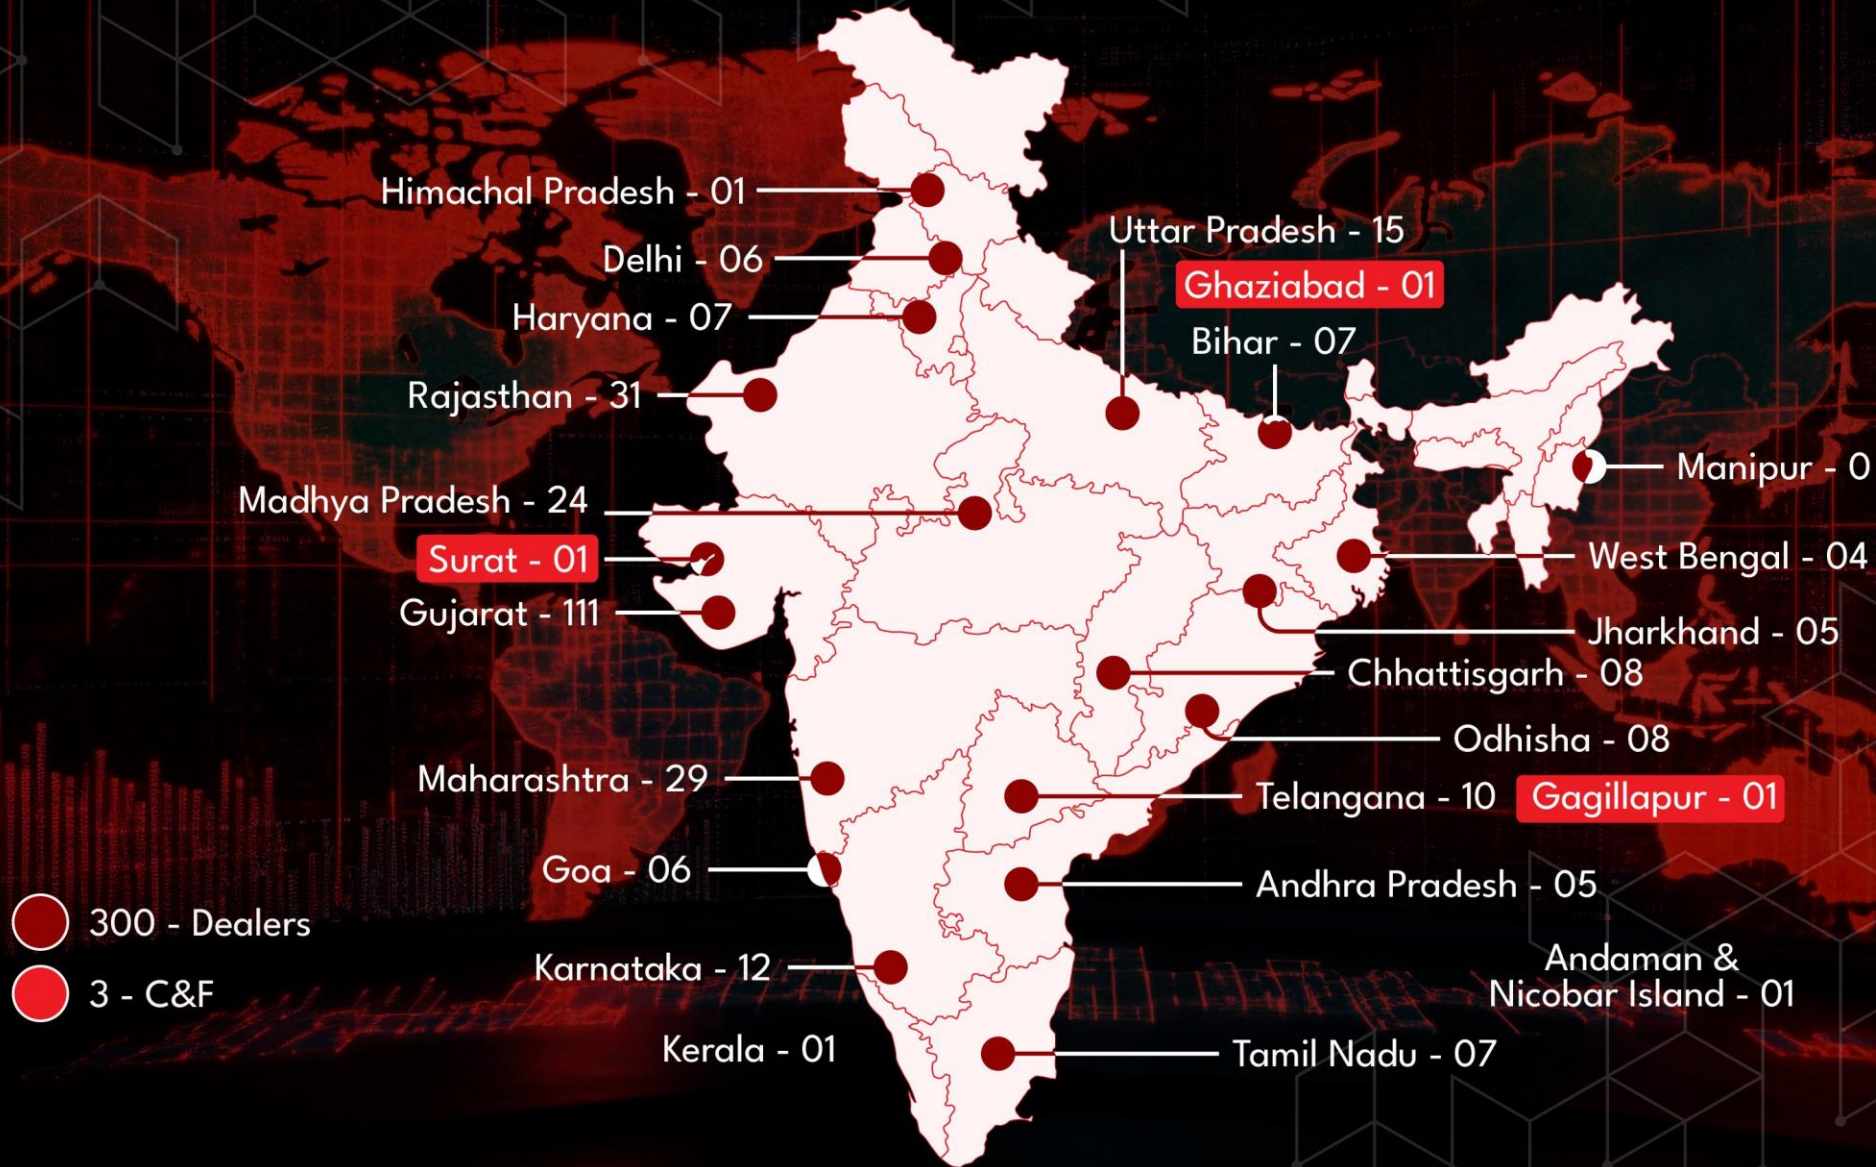 Himachal Pradesh - 01
Delhi - 06
Haryana - 07
Rajasthan - 31
Madhya Pradesh - 24
Surat - 01
Gujarat - 111
Maharashtra - 29
Goa - 06
Karnataka - 12
Kerala - 01
Uttar Pradesh - 15
Ghaziabad - 01
Bihar - 07
Manipur - 0
West Bengal - 04
Jharkhand - 05
Chhattisgarh - 08
Odhisha - 08
Telangana - 10 Gagillapur - 01
Andhra Pradesh - 05
Andaman &
Nicobar Island - 01
Tamil Nadu - 07
300 - Dealers
3 - C&F